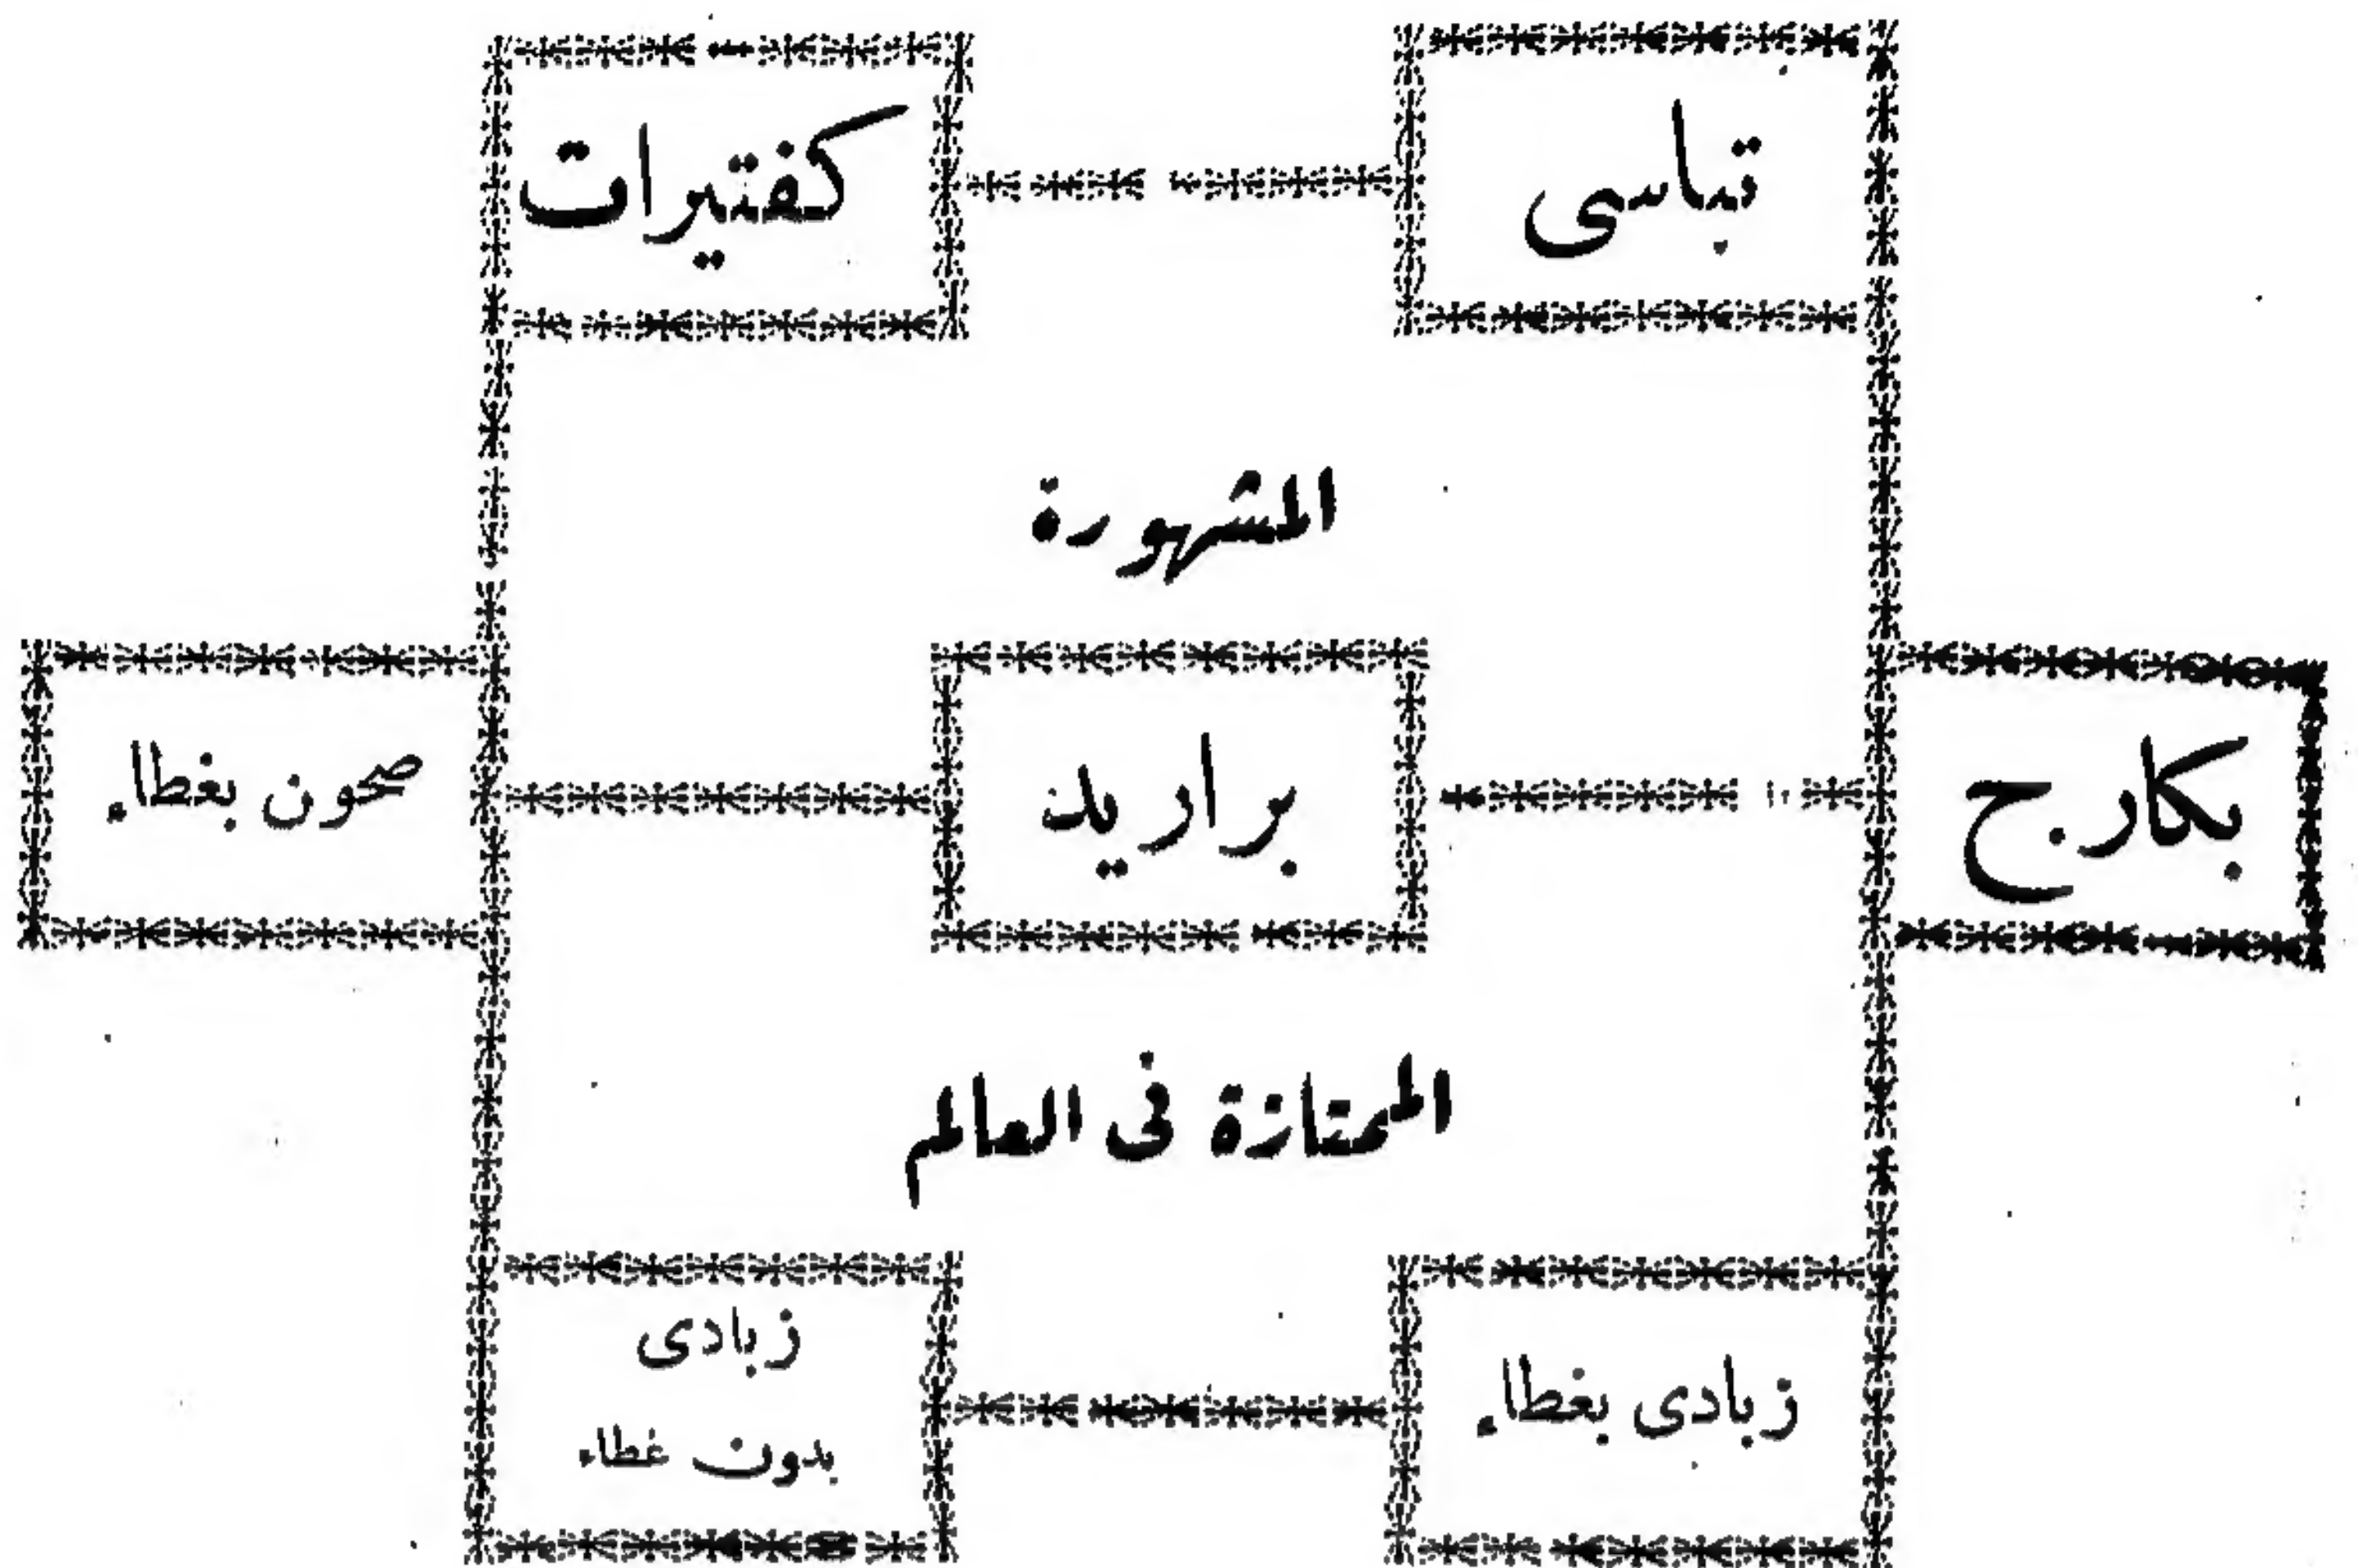 تباسى
كفتيرات
المشهورة
بكارج
براريد
صحون بغطاء
الممتازة فى العالم
زبادى بغطاء
زبادى
بدون غطاء